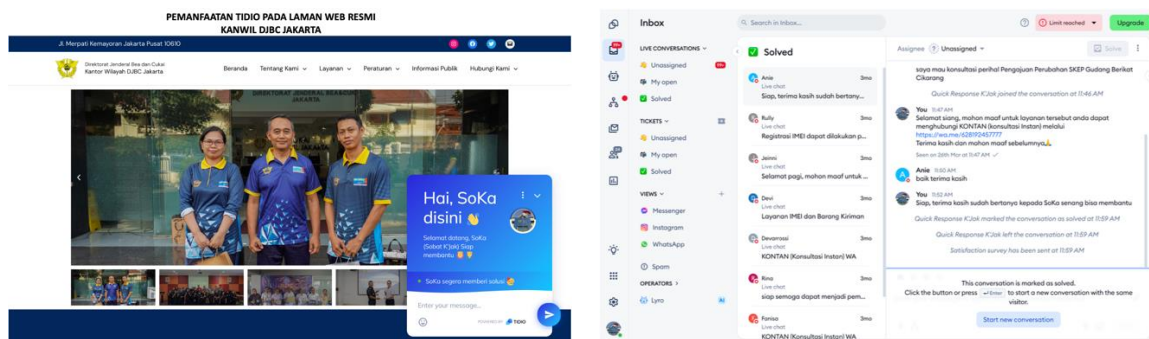 PEMANFAATAN TIDIO PADA LAMAN WEB RESMI
KANWIL DJBC JAKARTA
Jl. Merpati Kemayoran Jakarta Pusat 10610
Direktorat Jenderal Bea dan Cukai
Kantor Wilayah DJBC Jakarta
Beranda Tentang Kami Layanan Peraturan Informasi Publik Hubungi Kami
DIREKTORAT JENDERAL BEA
JAKARTA
Hai, SoKa
disini
Selamat datang, SoKa
(Sobat K'Jak) Siap
membantu
SoKa segera memberi solusi
Enter your message...
POWERED BY TIDIO
Inbox
LIVE CONVERSATIONS
Unassigned
My open
Solved
TICKETS
Unassigned
My open
Solved
VIEWS
Messenger
Instagram
WhatsApp
Spam
OPERATORS
Lyro
AI
Search in Inbox...
Limit reached
Upgrade
Solved
Anie 3mo
Live chat
Siap, terima kasih sudah bertany...
Rully 3mo
Live chat
Registrasi IMEI dapat dilakukan p...
Jeinni 3mo
Live chat
Selamat pagi, mohon maaf untuk ...
Devi 3mo
Live chat
Layanan IMEI dan Barang Kiriman
Devarrossi 3mo
Live chat
KONTAN (Konsultasi Instan) WA
Rino 3mo
Live chat
siap semoga dapat menjadi pem...
Faniso 3mo
Live chat
KONTAN (Konsultasi Instan) WA
Assignee Unassigned
Solve
saya mau konsultasi perihal Pengajuan Perubahan SKEP Gudang Berikat
Cikarang
Quick Response K'Jak joined the conversation at 11:46 AM
You 11:47 AM
Selamat siang, mohon maaf untuk layanan tersebut anda dapat
menghubungi KONTAN (konsultasi Instan) melalui
https://wa.me/628192457777
Terima kasih dan mohon maaf sebelumnya
Seen on 26th Mar at 11:47 AM
Anie 11:50 AM
baik terima kasih
You 11:52 AM
Siap, terima kasih sudah bertanya kepada SoKa senang bisa membantu
Quick Response K'Jak marked the conversation as solved at 11:59 AM
Quick Response K'Jak left the conversation at 11:59 AM
Satisfaction survey has been sent at 11:59 AM
This conversation is marked as solved.
Click the button or press Enter to start a new conversation with the same
visitor.
Start new conversation